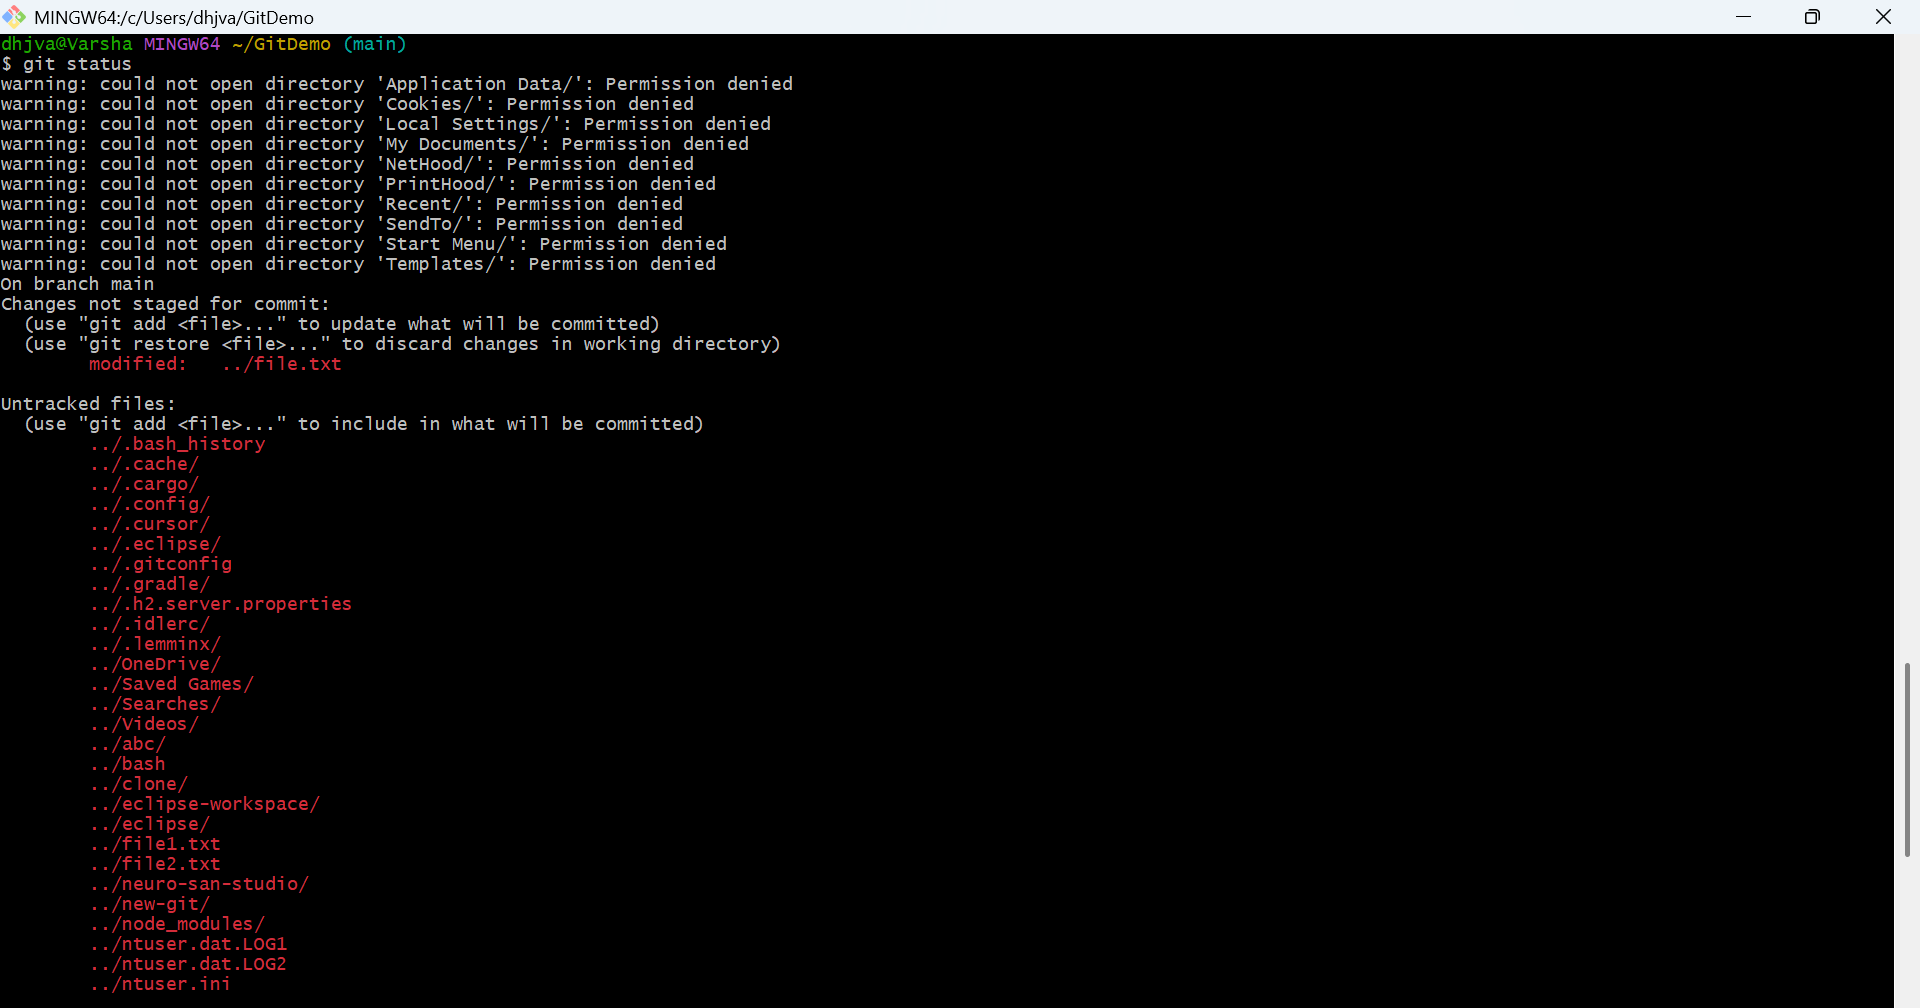 MINGW64:/c/Users/dhjva/GitDemo
dhjva@Varsha MINGW64 ~/GitDemo (main)
$ git status
warning: could not open directory 'Application Data/': Permission denied
warning: could not open directory 'Cookies/': Permission denied
warning: could not open directory 'Local Settings/': Permission denied
warning: could not open directory 'My Documents/': Permission denied
warning: could not open directory 'NetHood/': Permission denied
warning: could not open directory 'PrintHood/': Permission denied
warning: could not open directory 'Recent/': Permission denied
warning: could not open directory 'SendTo/': Permission denied
warning: could not open directory 'Start Menu/': Permission denied
warning: could not open directory 'Templates/': Permission denied
On branch main
Changes not staged for commit:
  (use "git add <file>..." to update what will be committed)
  (use "git restore <file>..." to discard changes in working directory)
        modified:   ../file.txt

Untracked files:
  (use "git add <file>..." to include in what will be committed)
        ../.bash_history
        ../.cache/
        ../.cargo/
        ../.config/
        ../.cursor/
        ../.eclipse/
        ../.gitconfig
        ../.gradle/
        ../.h2.server.properties
        ../.idlerc/
        ../.lemminx/
        ../OneDrive/
        ../Saved Games/
        ../Searches/
        ../Videos/
        ../abc/
        ../bash
        ../clone/
        ../eclipse-workspace/
        ../eclipse/
        ../file1.txt
        ../file2.txt
        ../neuro-san-studio/
        ../new-git/
        ../node_modules/
        ../ntuser.dat.LOG1
        ../ntuser.dat.LOG2
        ../ntuser.ini